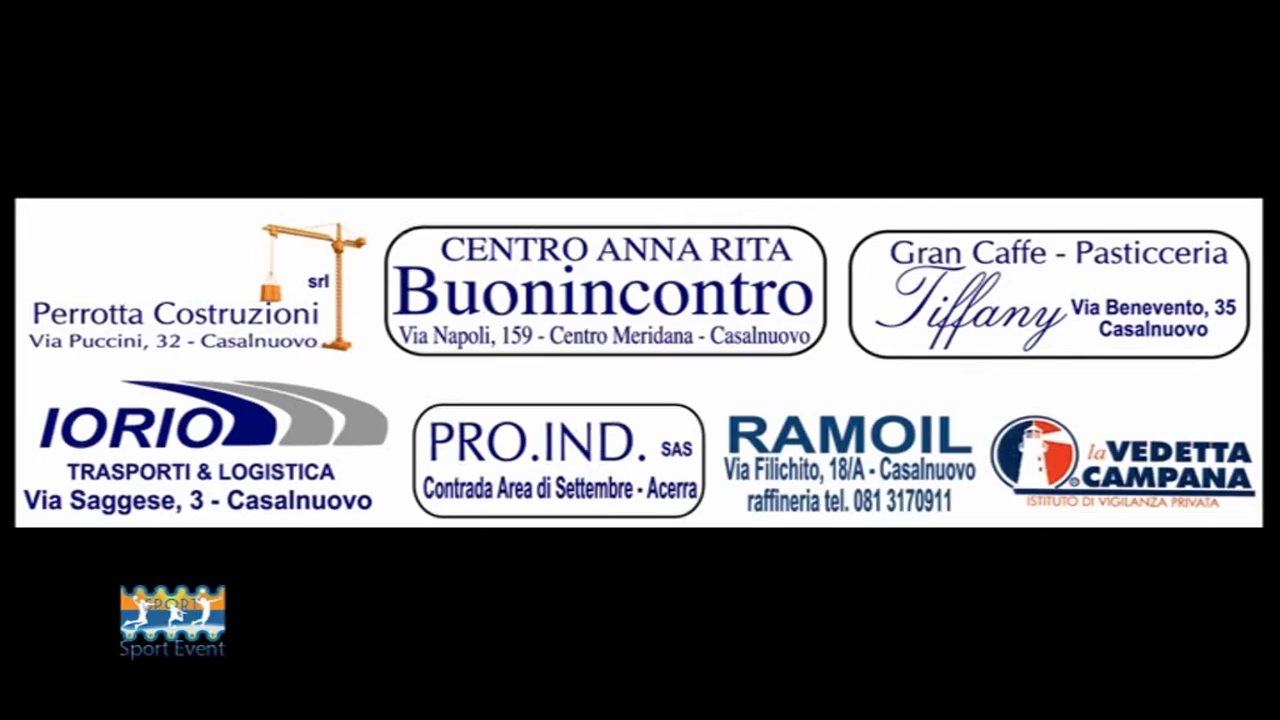 srl
Perrotta Costruzioni
Via Puccini, 32 - Casalnuovo
CENTRO ANNA RITA
Buonincontro
Via Napoli, 159 - Centro Meridana - Casalnuovo
Gran Caffe - Pasticceria
Tiffany
Via Benevento, 35
Casalnuovo
IORIO
TRASPORTI & LOGISTICA
Via Saggese, 3 - Casalnuovo
PRO.IND. SAS
Contrada Area di Settembre - Acerra
RAMOIL
Via Filichito, 18/A - Casalnuovo
raffineria tel. 081 3170911
la VEDETTA
CAMPANA
ISTITUTO DI VIGILANZA PRIVATA
SPORT
Sport Event